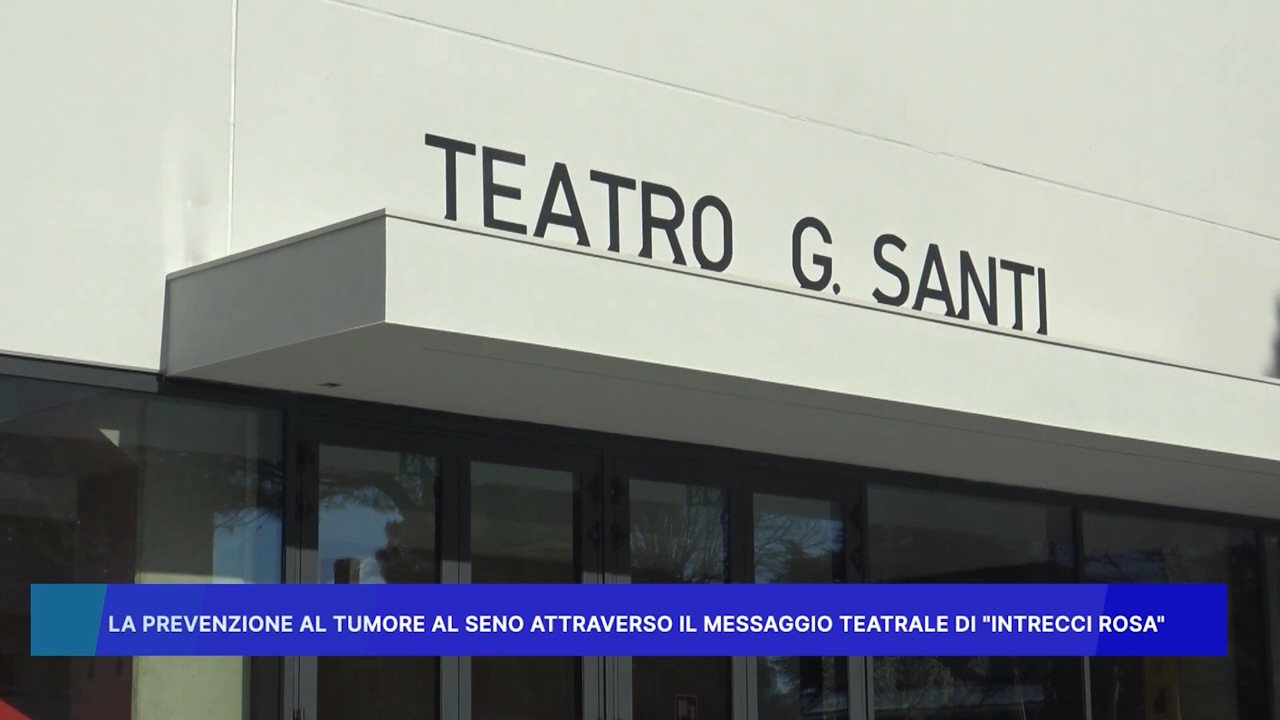 TEATRO G. SANTI
LA PREVENZIONE AL TUMORE AL SENO ATTRAVERSO IL MESSAGGIO TEATRALE DI "INTRECCI ROSA"